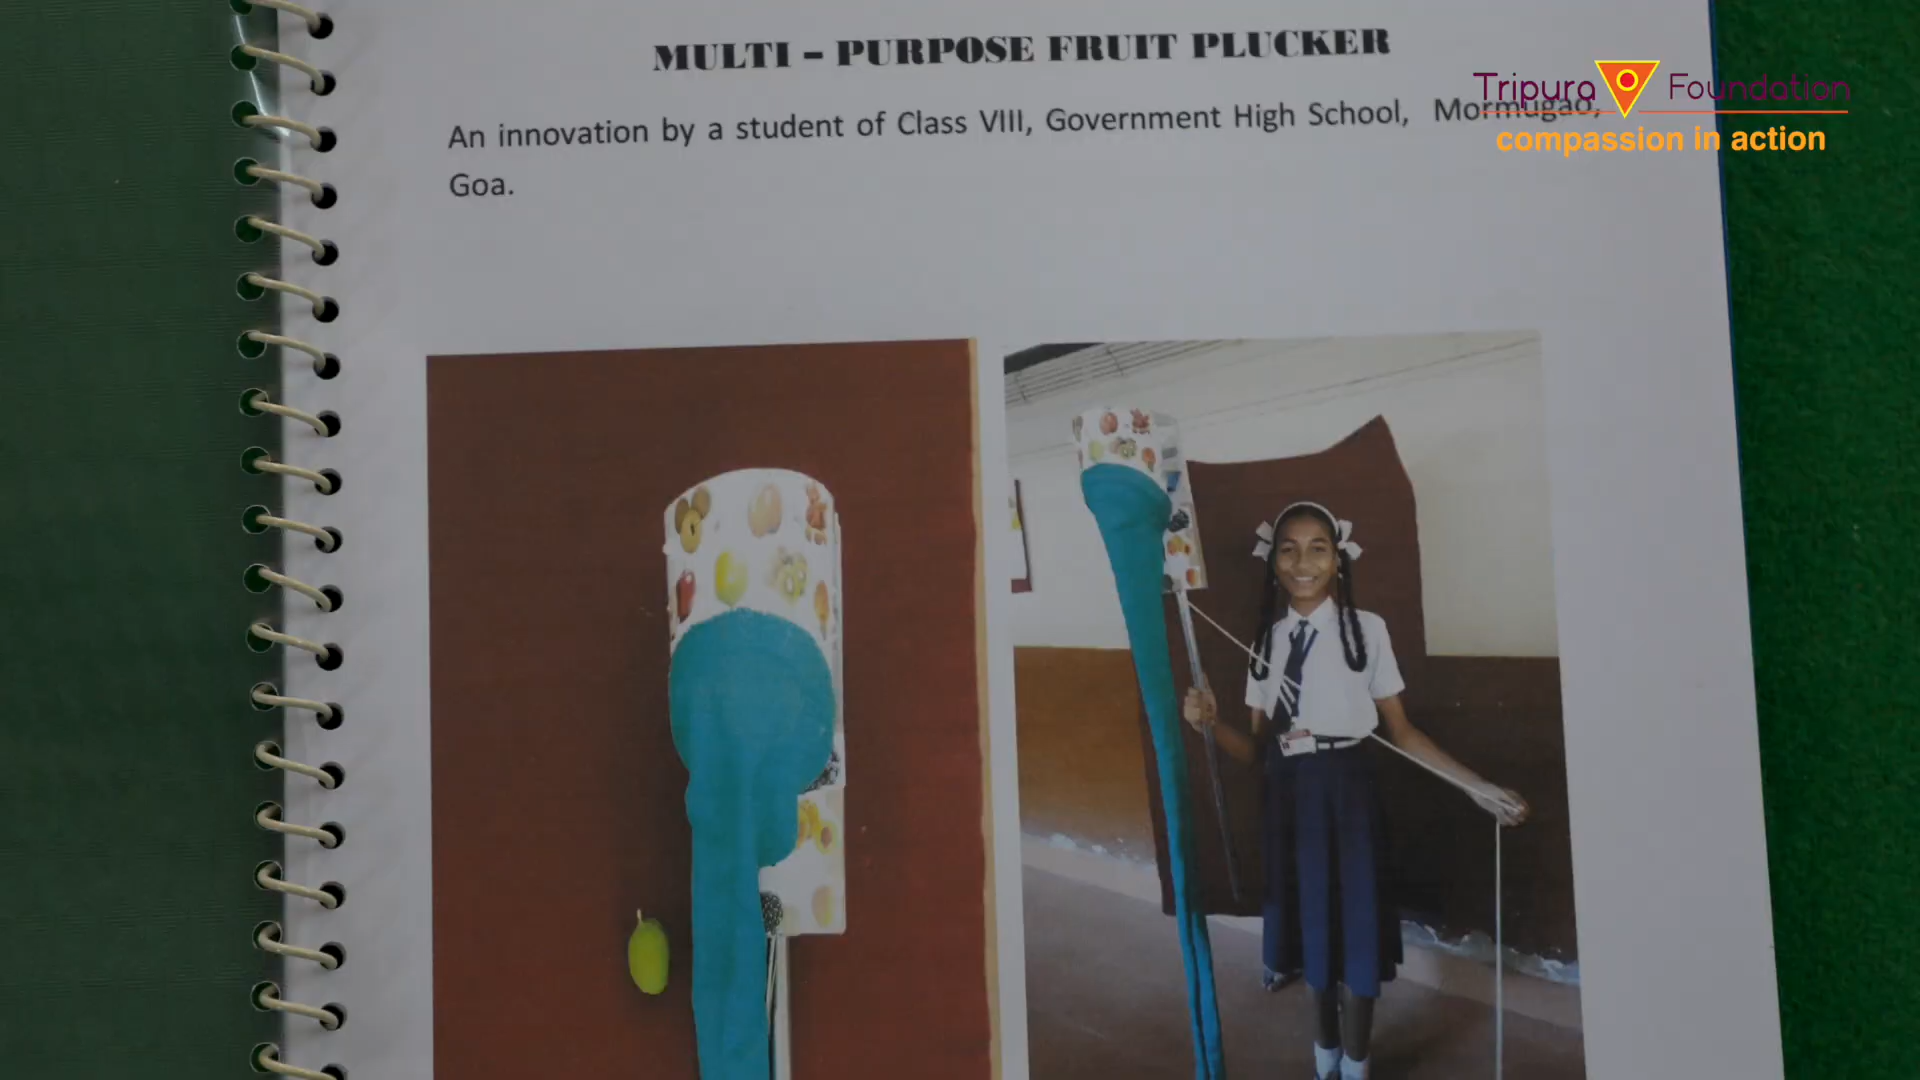 MULTI – PURPOSE FRUIT PLUCKER
Tripura Foundation
An innovation by a student of Class VIII, Government High School, Mormugao,
compassion in action
Goa.